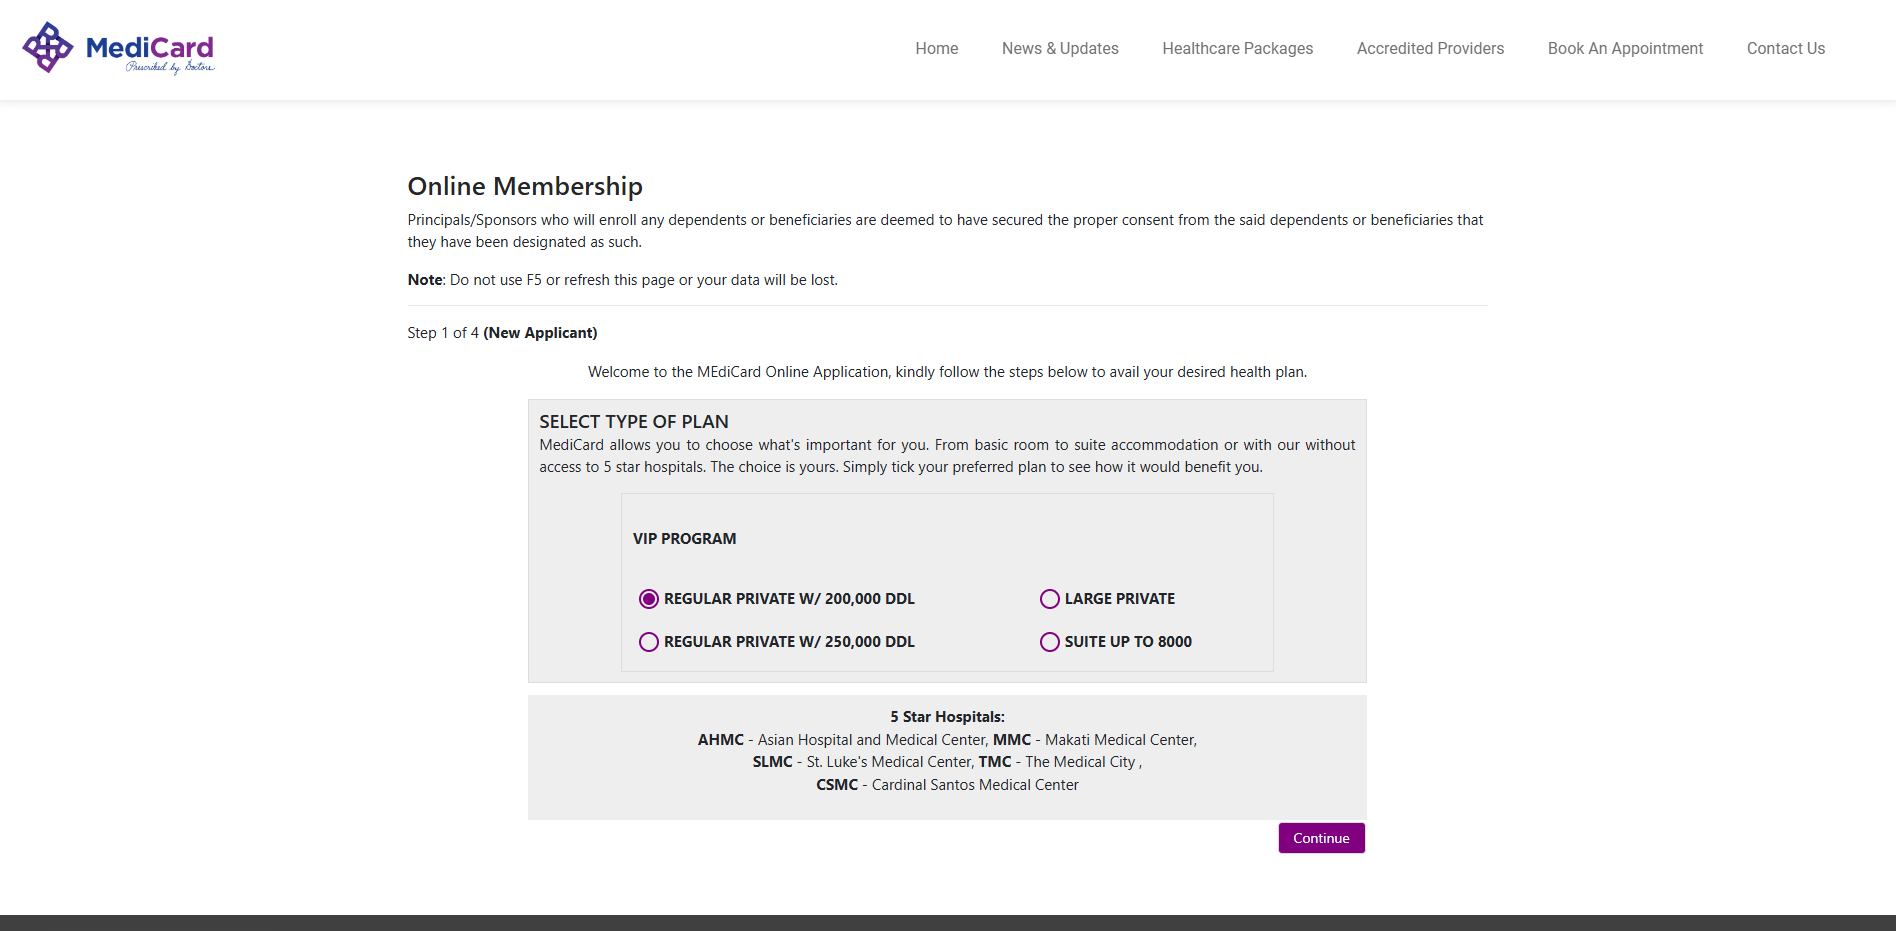 MediCard
Prescribed by Doctors
Home
News & Updates
Healthcare Packages
Accredited Providers
Book An Appointment
Contact Us
Online Membership
Principals/Sponsors who will enroll any dependents or beneficiaries are deemed to have secured the proper consent from the said dependents or beneficiaries that
they have been designated as such.
Note: Do not use F5 or refresh this page or your data will be lost.
Step 1 of 4 (New Applicant)
Welcome to the MEdiCard Online Application, kindly follow the steps below to avail your desired health plan.
SELECT TYPE OF PLAN
MediCard allows you to choose what's important for you. From basic room to suite accommodation or with our without
access to 5 star hospitals. The choice is yours. Simply tick your preferred plan to see how it would benefit you.
VIP PROGRAM
REGULAR PRIVATE W/ 200,000 DDL
LARGE PRIVATE
REGULAR PRIVATE W/ 250,000 DDL
SUITE UP TO 8000
5 Star Hospitals:
AHMC - Asian Hospital and Medical Center, MMC - Makati Medical Center,
SLMC - St. Luke's Medical Center, TMC - The Medical City ,
CSMC - Cardinal Santos Medical Center
Continue